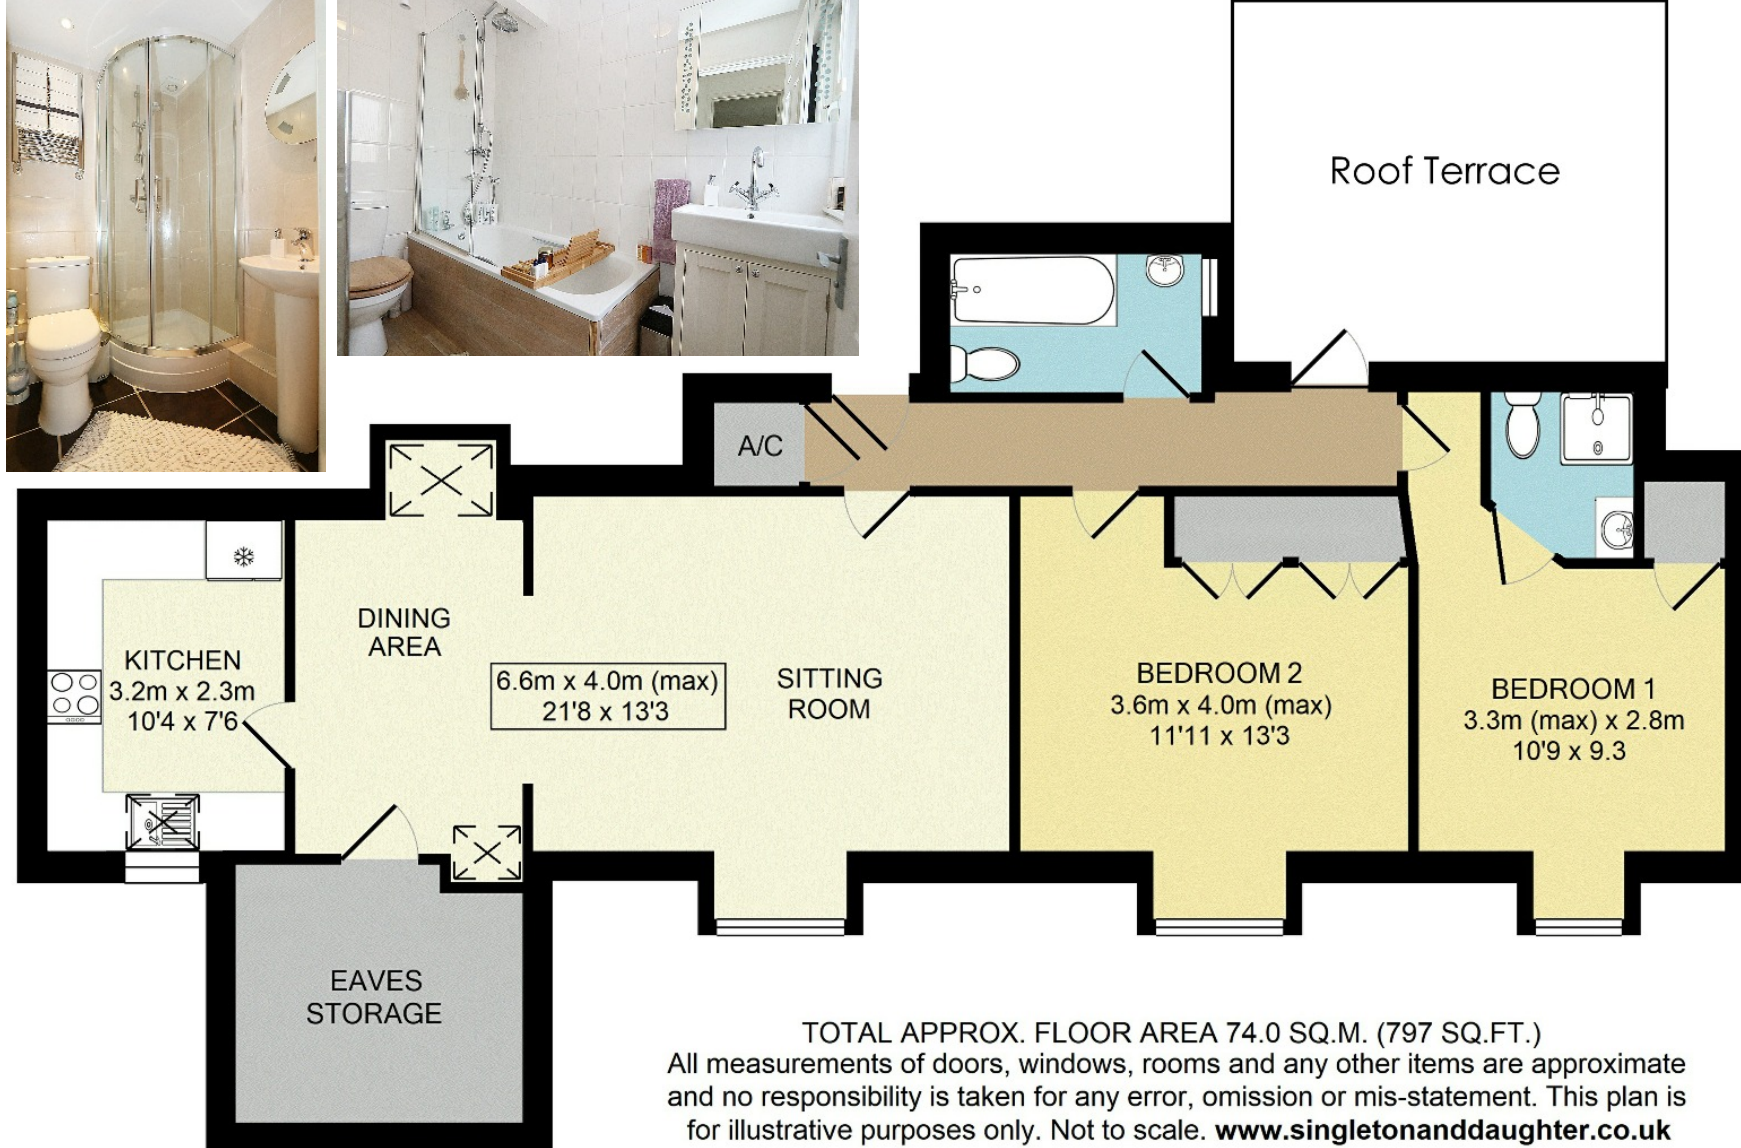 Roof Terrace
A/C
DINING
AREA
KITCHEN
3.2m x 2.3m
10'4 x 7'6
6.6m x 4.0m (max)
21'8 x 13'3
SITTING
ROOM
BEDROOM 2
3.6m x 4.0m (max)
11'11 x 13'3
BEDROOM 1
3.3m (max) x 2.8m
10'9 x 9.3
EAVES
STORAGE
TOTAL APPROX. FLOOR AREA 74.0 SQ.M. (797 SQ.FT.)
All measurements of doors, windows, rooms and any other items are approximate
and no responsibility is taken for any error, omission or mis-statement. This plan is
for illustrative purposes only. Not to scale. www.singletonanddaughter.co.uk